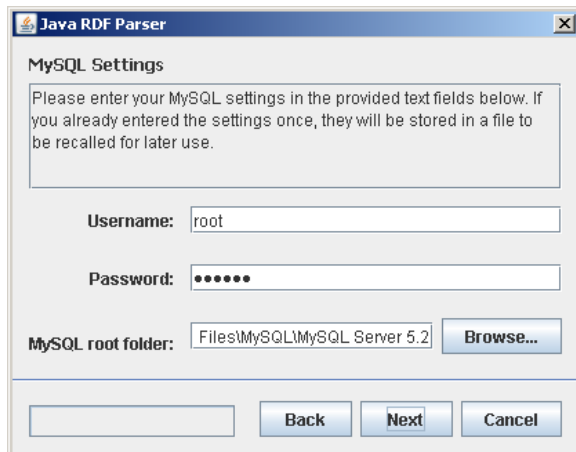 Java RDF Parser
MySQL Settings
Please enter your MySQL settings in the provided text fields below. If
you already entered the settings once, they will be stored in a file to
be recalled for later use.
Username: root
Password: ••••••
MySQL root folder: Files\MySQL\MySQL Server 5.2 Browse...
Back Next Cancel